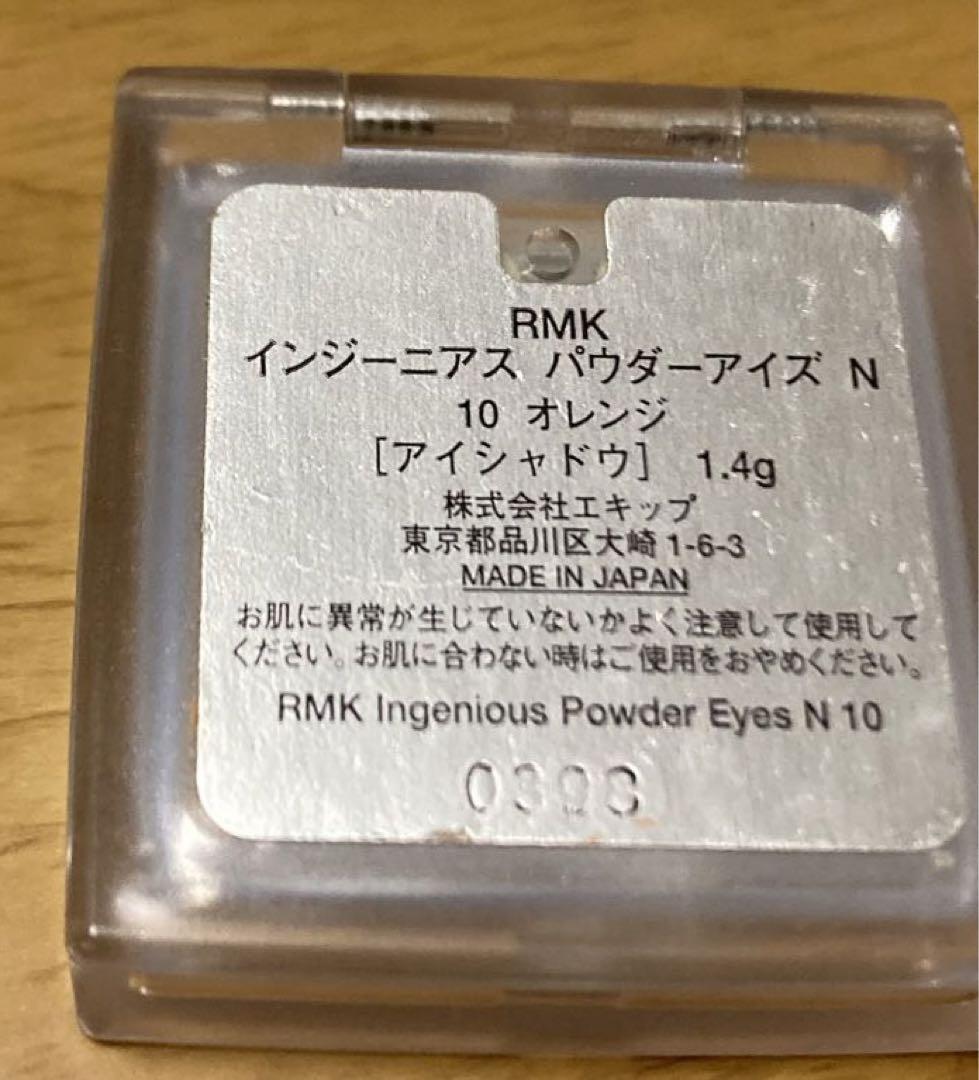 RMK
インジーニアス パウダーアイズ N
10 オレンジ
[アイシャドウ] 1.4g
株式会社エキップ
東京都品川区大崎1-6-3
MADE IN JAPAN
お肌に異常が生じていないかよく注意して使用して
ください。お肌に合わない時はご使用をおやめください。
RMK Ingenious Powder Eyes N 10